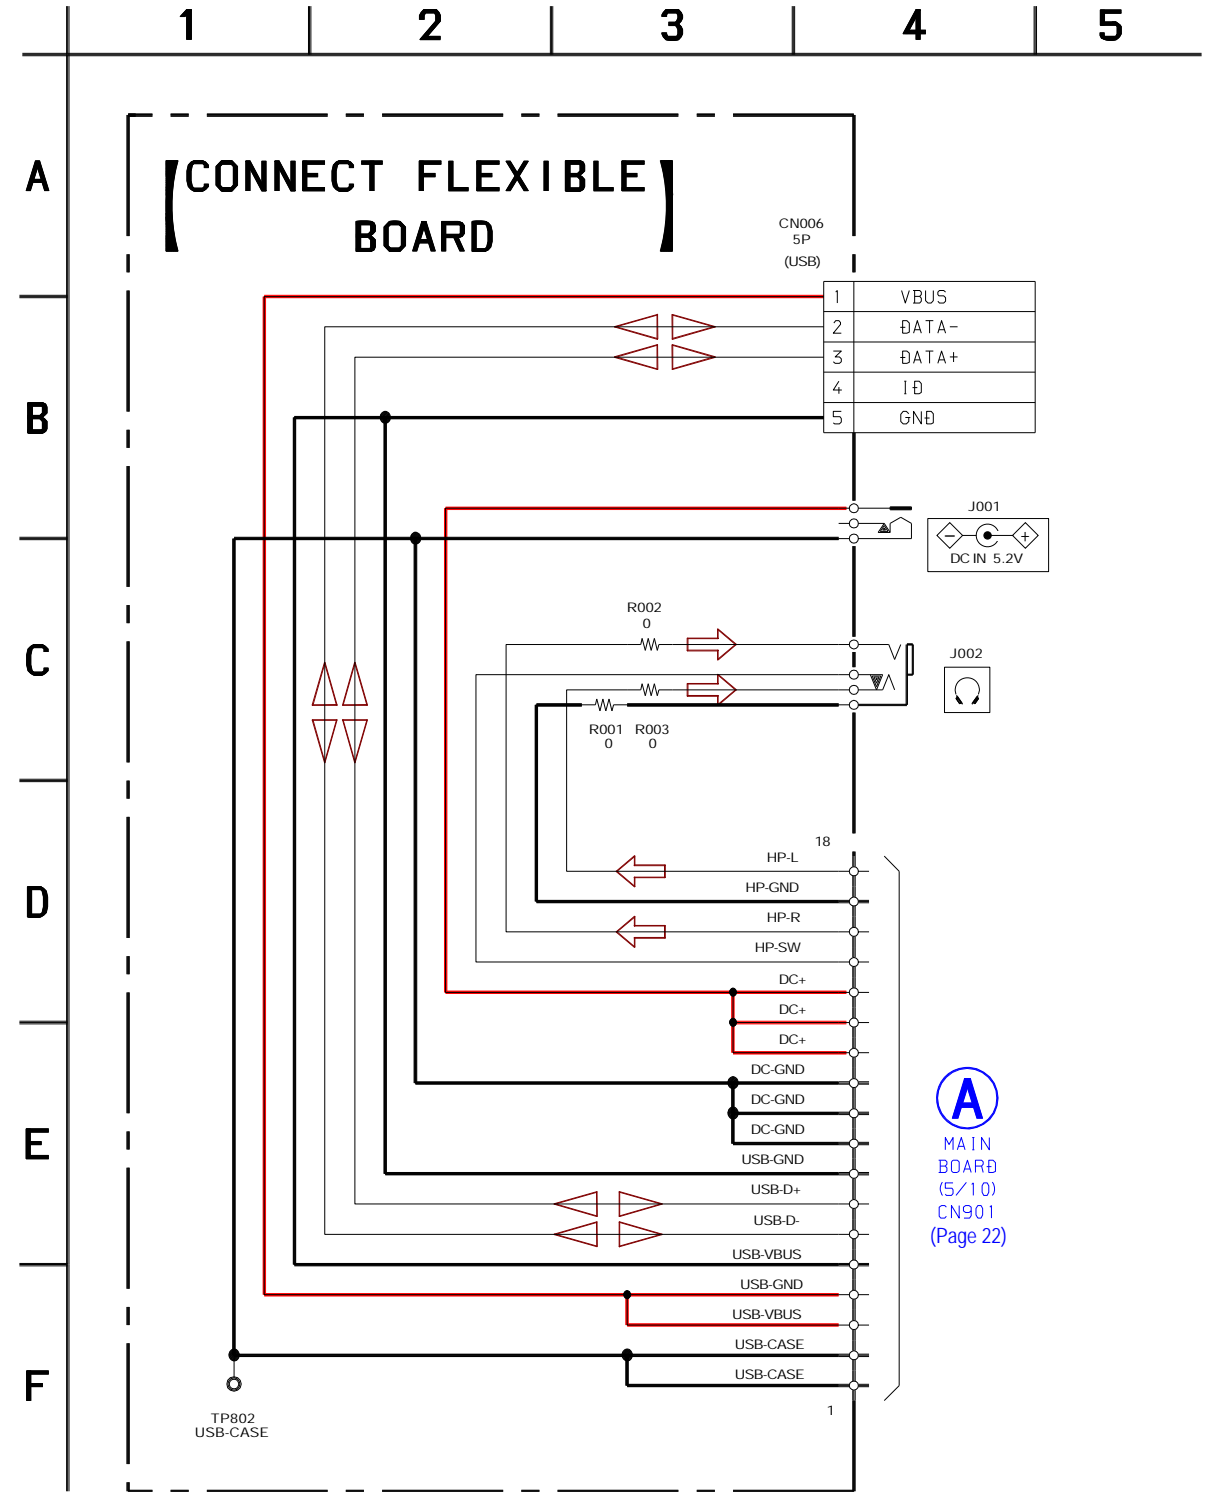 1 2 3 4 5
A
【CONNECT FLEXIBLE
BOARD】
CN006
5P
(USB)
1 VBUS
2 DATA-
3 DATA+
B
4 ID
5 GND
J001
- +
DC IN 5.2V
R002
0
C
J002
R001 R003
0 0
18
HP-L
D
HP-GND
HP-R
HP-SW
DC+
DC+
DC+
DC-GND
DC-GND
DC-GND
E
USB-GND
USB-D+
USB-D-
USB-VBUS
USB-GND
USB-VBUS
USB-CASE
USB-CASE
F
1
A
MAIN
BOARD
(5/10)
CN901
(Page 22)
TP802
USB-CASE